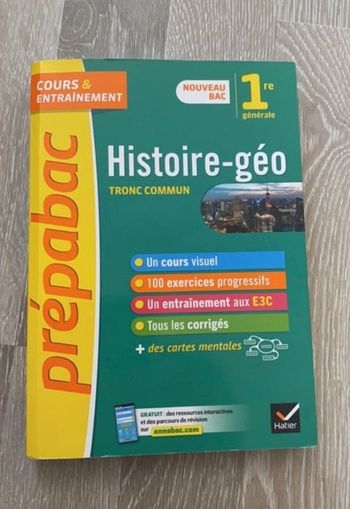 COURS &
ENTRAÎNEMENT
NOUVEAU
BAC
1re
générale
prépabac
Histoire-géo
TRONC COMMUN
Un cours visuel
100 exercices progressifs
Un entraînement aux E3C
Tous les corrigés
+ des cartes mentales
GRATUIT : des ressources interactives
et des parcours de révision
sur annabac.com
Hatier